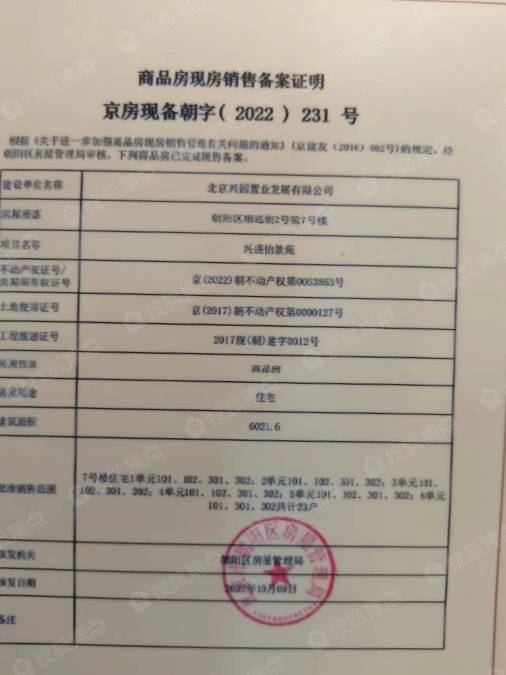 商品房现房销售备案证明
京房现备朝字( 2022 ) 231 号
根据《关于进一步加强商品房现房销售管理有关问题的通知》(京建发(2016) 462号)的规定,经
朝阳区房屋管理局审核,下列商品房已完成现售备案。
建设单位名称 北京兴园置业发展有限公司
房屋座落 朝阳区顺远街2号院7号楼
项目名称 兴盛怡景苑
不动产权证号/
房屋所有权证号 京(2022)朝不动产权第0053863号
土地使用证号 京(2017)朝不动产权第0000127号
工程规划证号 2017规(朝)建字0012号
房屋性质 商品房
房屋用途 住宅
建筑面积 6021.6
批准销售范围 7号楼住宅1单元101、102、301、302; 2单元101、102、301、302; 3单元101、
102、301、302; 4单元101、102、301、302; 5单元101、102、301、302; 6单元
101、301、302共计23户
核发机关 朝阳区房屋管理局
核发日期 2022年10月09日
备注
搜狐焦点